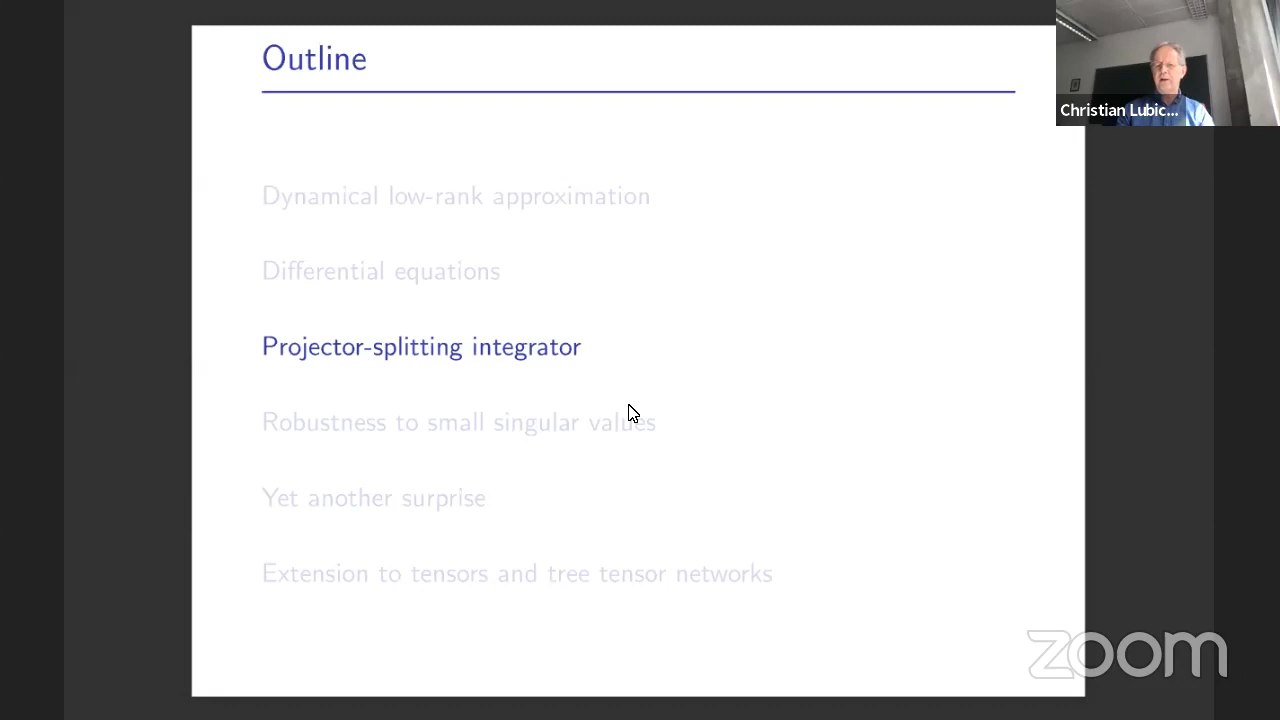 Outline
Christian Lubic...
Dynamical low-rank approximation
Differential equations
Projector-splitting integrator
Robustness to small singular values
Yet another surprise
Extension to tensors and tree tensor networks
zoom